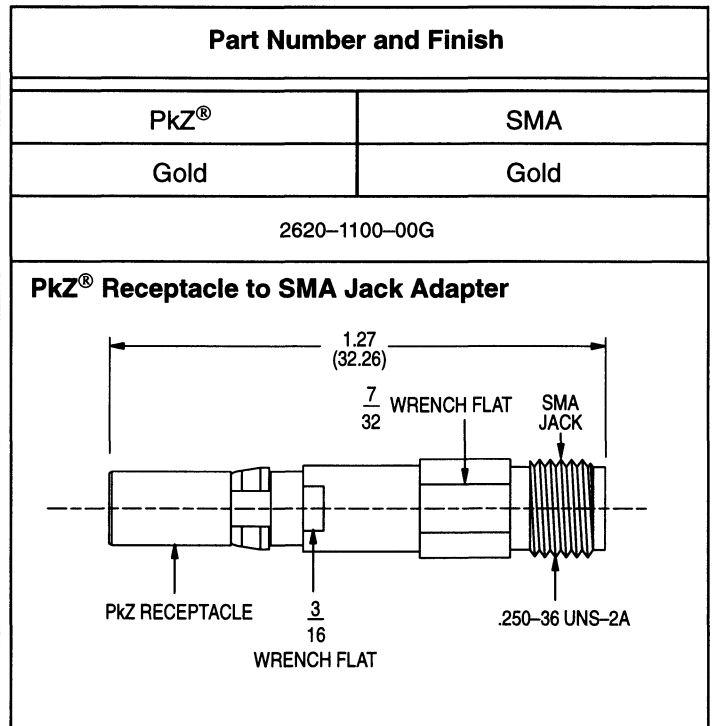 Part Number and Finish
PkZ® SMA
Gold Gold
2620–1100–00G
PkZ® Receptacle to SMA Jack Adapter
1.27
(32.26)
7
32 WRENCH FLAT
SMA
JACK
PkZ RECEPTACLE
3
16
WRENCH FLAT
.250–36 UNS–2A